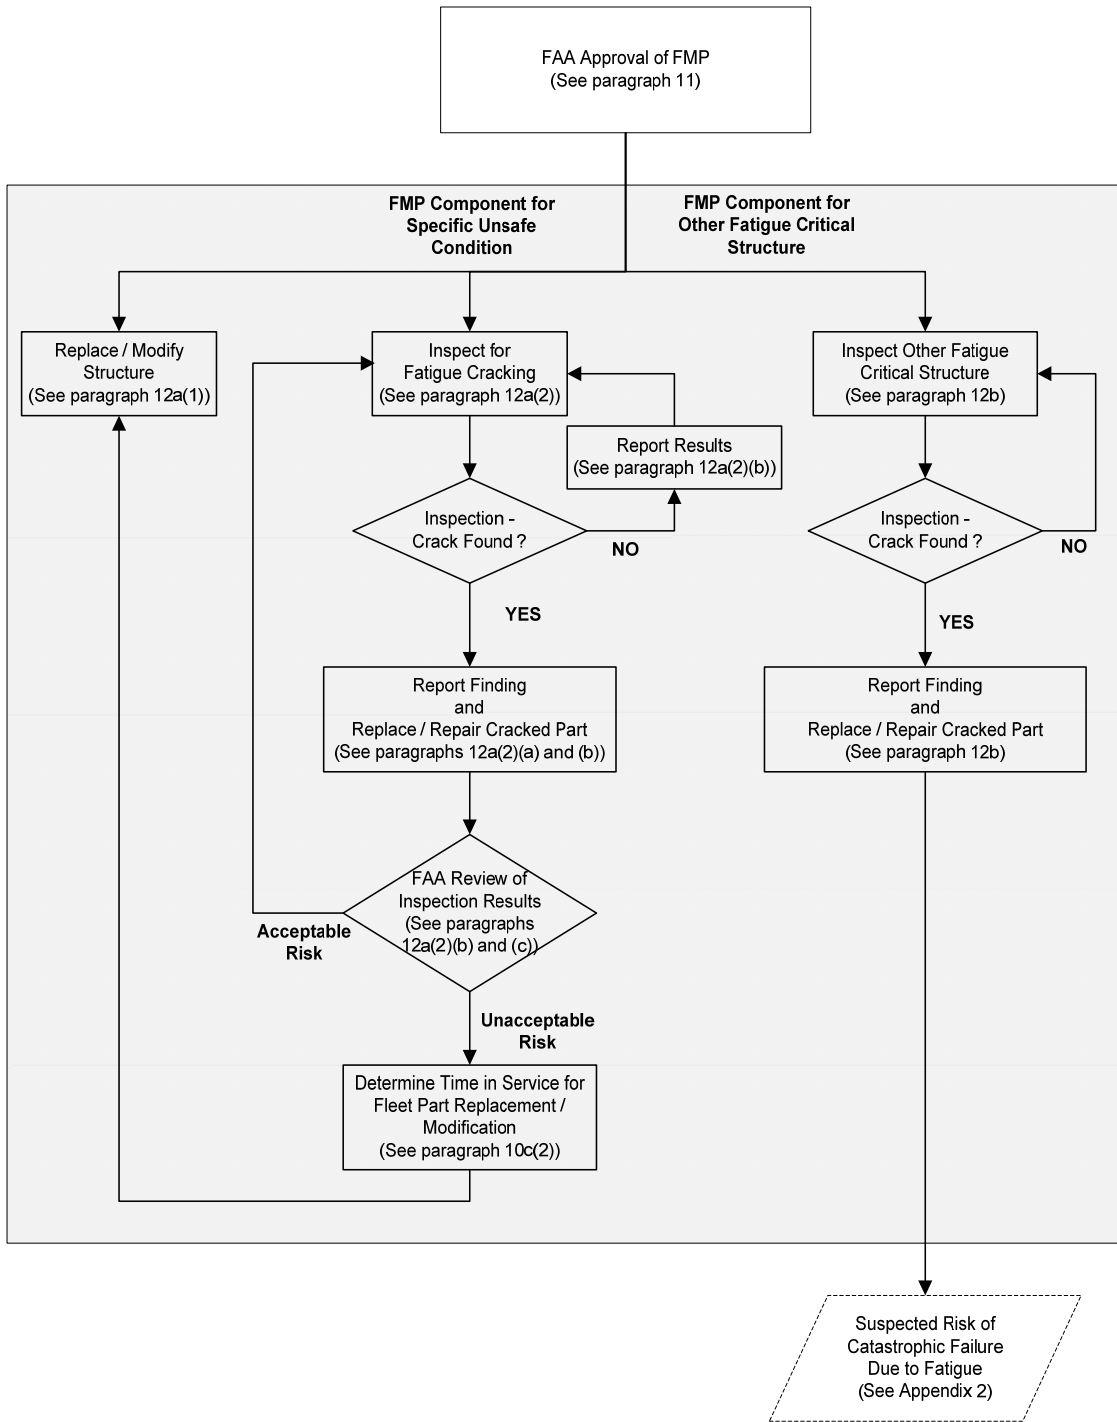 FAA Approval of FMP
(See paragraph 11)
FMP Component for
Specific Unsafe
Condition
FMP Component for
Other Fatigue Critical
Structure
Replace / Modify
Structure
(See paragraph 12a(1))
Inspect for
Fatigue Cracking
(See paragraph 12a(2))
Inspect Other Fatigue
Critical Structure
(See paragraph 12b)
Report Results
(See paragraph 12a(2)(b))
Inspection -
Crack Found ?
NO
Inspection -
Crack Found ?
NO
YES
YES
Report Finding
and
Replace / Repair Cracked Part
(See paragraphs 12a(2)(a) and (b))
Report Finding
and
Replace / Repair Cracked Part
(See paragraph 12b)
FAA Review of
Inspection Results
(See paragraphs
12a(2)(b) and (c))
Acceptable
Risk
Unacceptable
Risk
Determine Time in Service for
Fleet Part Replacement /
Modification
(See paragraph 10c(2))
Suspected Risk of
Catastrophic Failure
Due to Fatigue
(See Appendix 2)